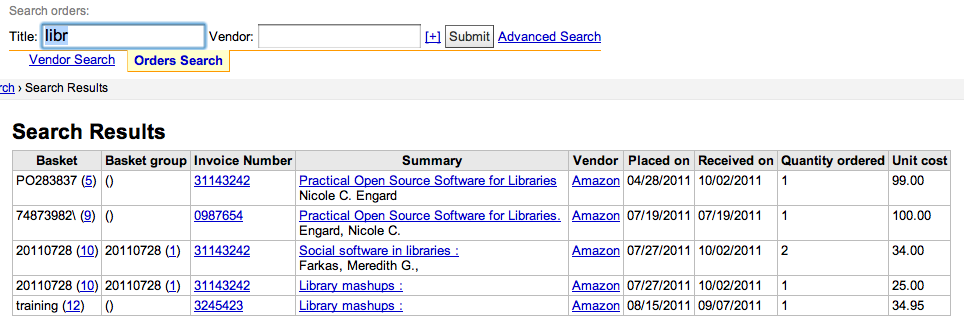 Search orders:
Title: libr Vendor: [+] Submit Advanced Search
Vendor Search Orders Search
rch › Search Results
Search Results
Basket Basket group Invoice Number Summary Vendor Placed on Received on Quantity ordered Unit cost
PO283837 (5) () 31143242 Practical Open Source Software for Libraries Amazon 04/28/2011 10/02/2011 1 99.00
Nicole C. Engard
74873982\ (9) () 0987654 Practical Open Source Software for Libraries. Amazon 07/19/2011 07/19/2011 1 100.00
Engard, Nicole C.
20110728 (10) 20110728 (1) 31143242 Social software in libraries : Amazon 07/27/2011 10/02/2011 2 34.00
Farkas, Meredith G.,
20110728 (10) 20110728 (1) 31143242 Library mashups : Amazon 07/27/2011 10/02/2011 1 25.00
training (12) () 3245423 Library mashups : Amazon 08/15/2011 09/07/2011 1 34.95